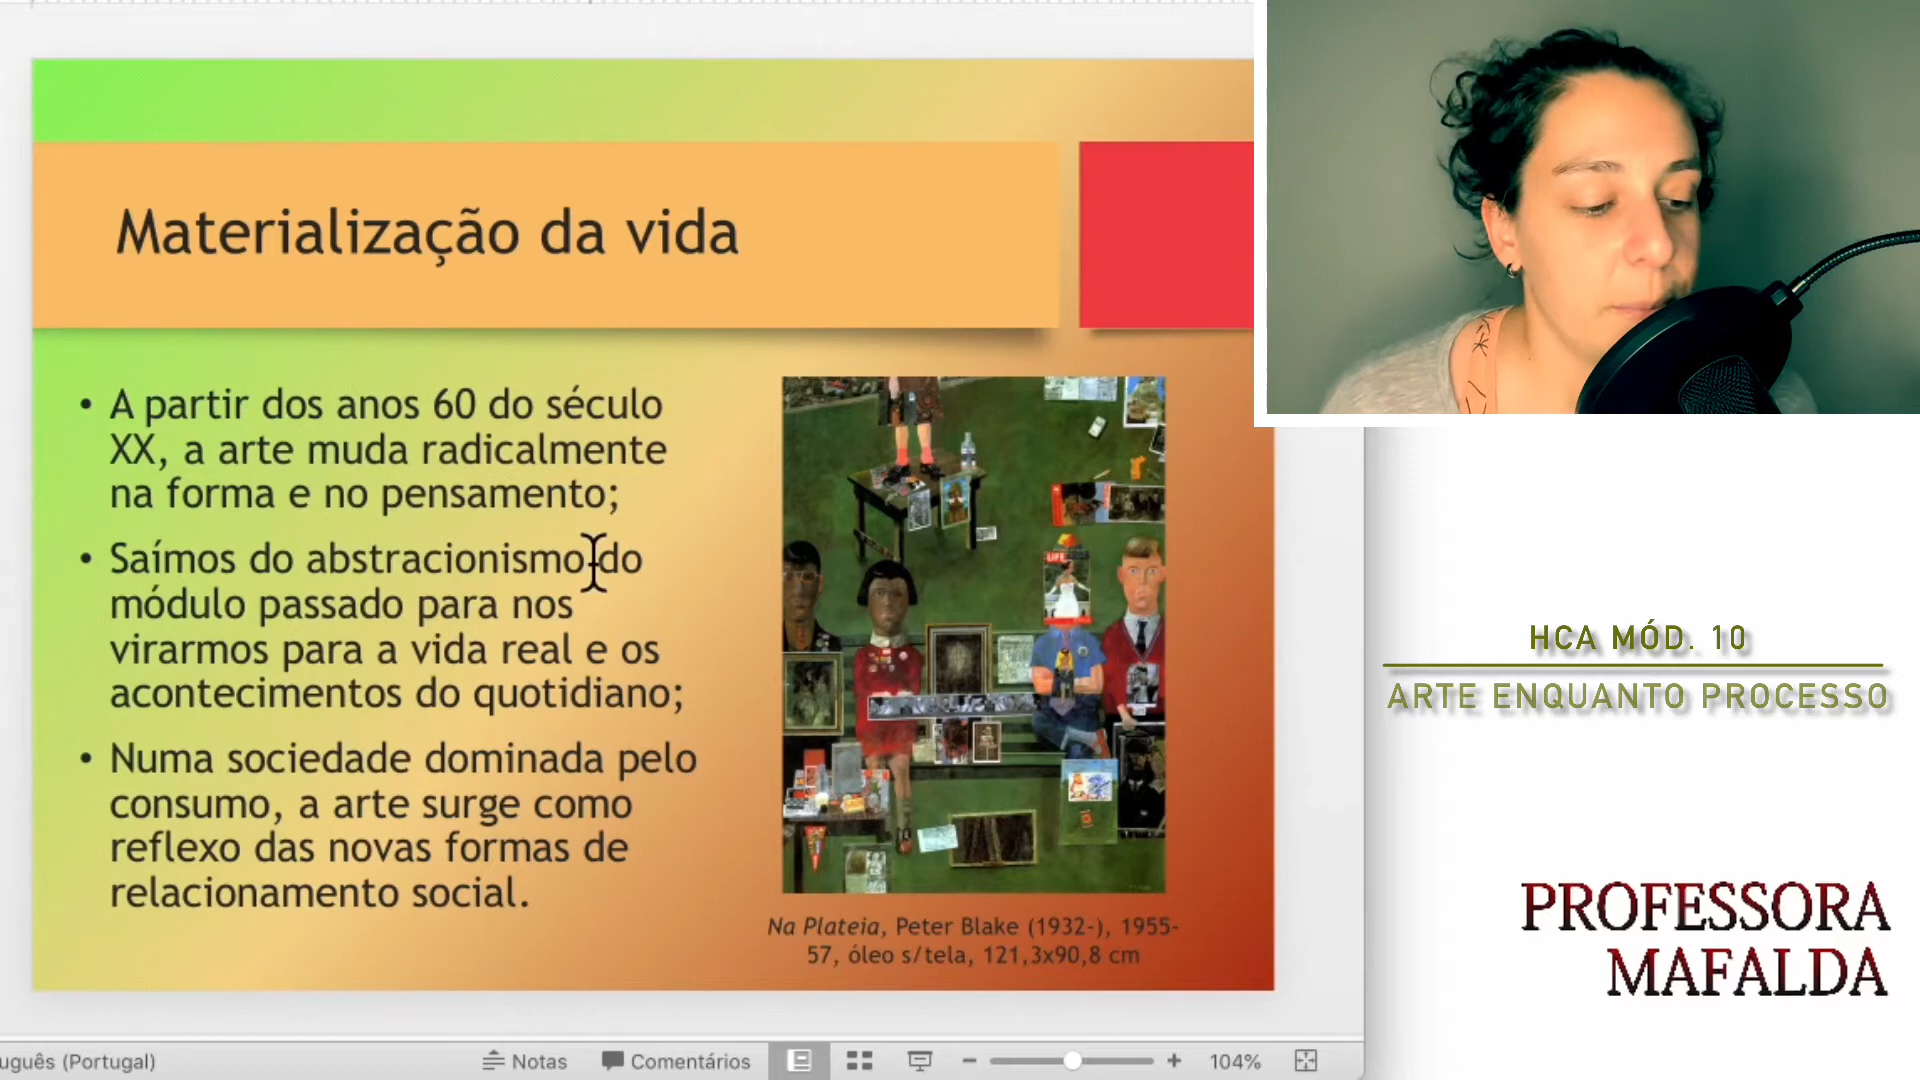 Materialização da vida
• A partir dos anos 60 do século
XX, a arte muda radicalmente
na forma e no pensamento;
• Saímos do abstracionismo do
módulo passado para nos
virarmos para a vida real e os
acontecimentos do quotidiano;
• Numa sociedade dominada pelo
consumo, a arte surge como
reflexo das novas formas de
relacionamento social.
LIFE
Na Plateia, Peter Blake (1932-), 1955-
57, óleo s/tela, 121,3x90,8 cm
HCA MÓD. 10
ARTE ENQUANTO PROCESSO
PROFESSORA
MAFALDA
uguês (Portugal)
Notas
Comentários
104%